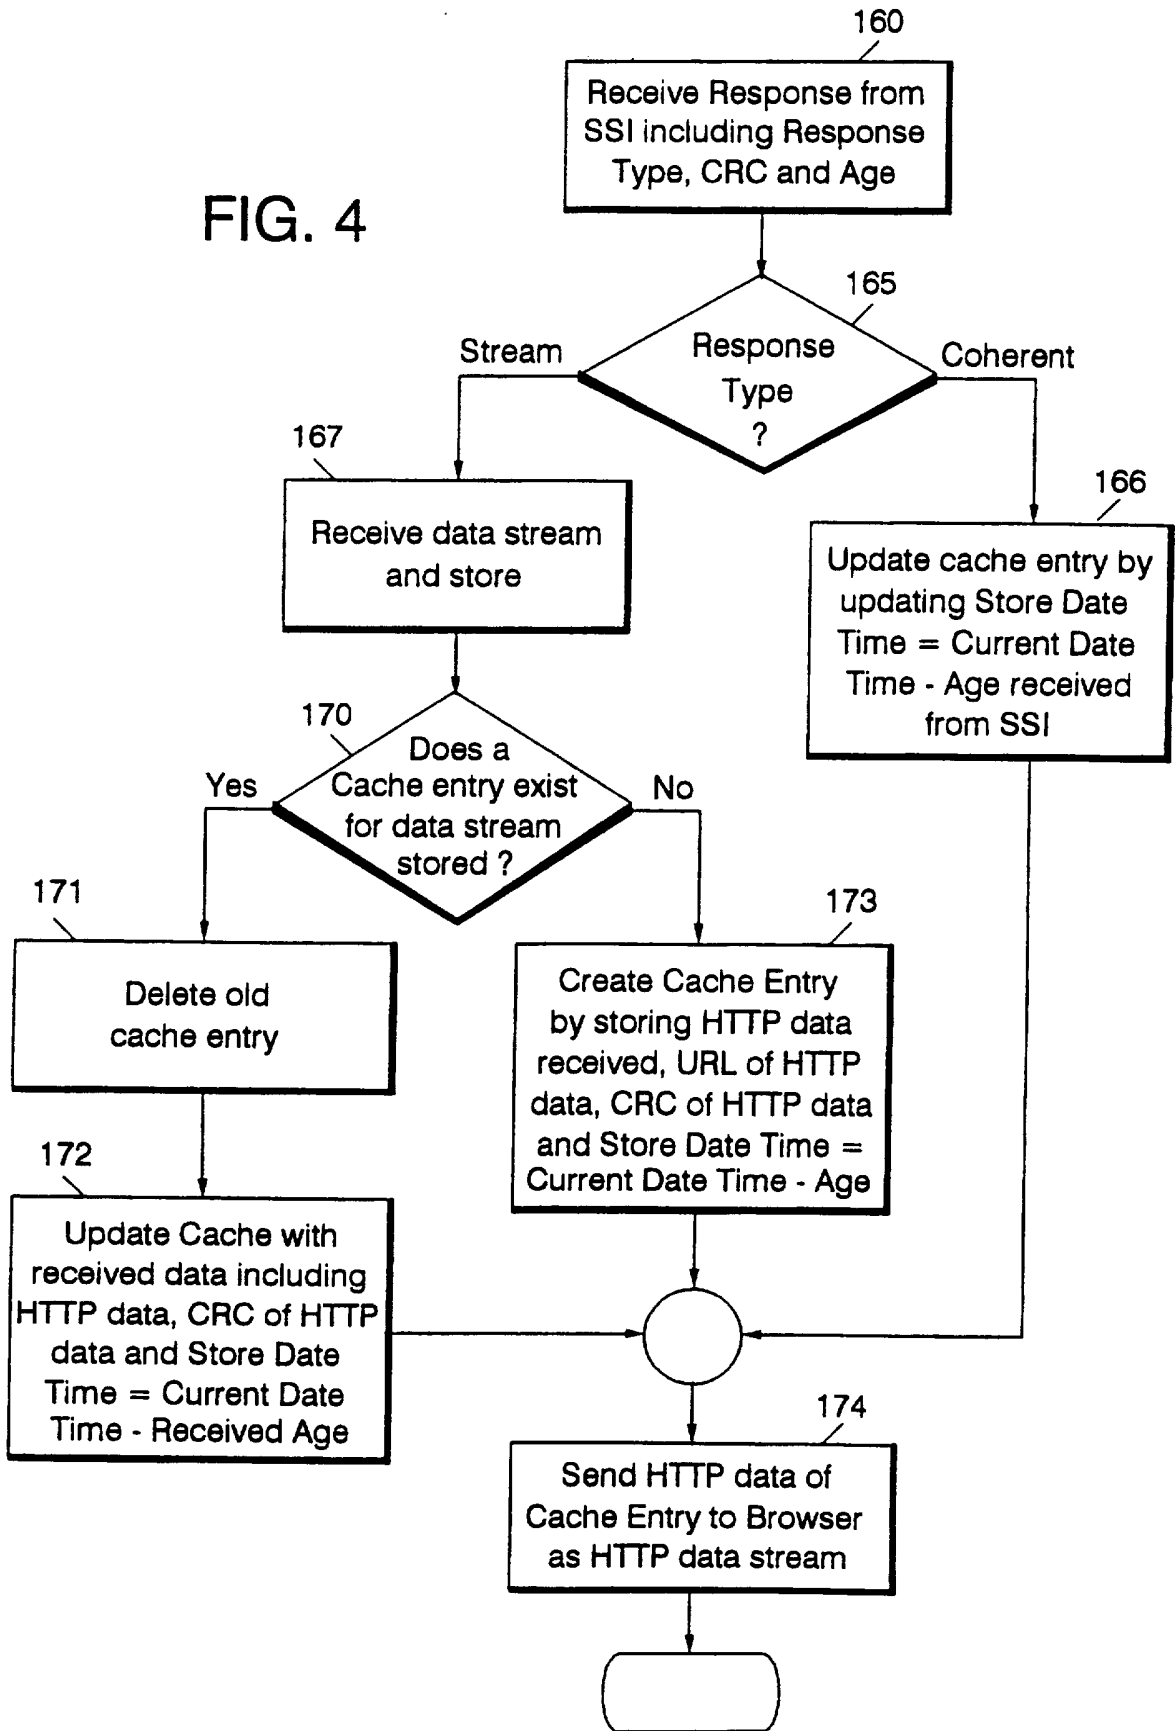 160
Receive Response from
SSI including Response
Type, CRC and Age
FIG. 4
165
Response
Type
?
Stream
Coherent
167
Receive data stream
and store
166
Update cache entry by
updating Store Date
Time = Current Date
Time - Age received
from SSI
170
Does a
Cache entry exist
for data stream
stored ?
Yes
No
171
Delete old
cache entry
173
Create Cache Entry
by storing HTTP data
received, URL of HTTP
data, CRC of HTTP data
and Store Date Time =
Current Date Time - Age
172
Update Cache with
received data including
HTTP data, CRC of HTTP
data and Store Date
Time = Current Date
Time - Received Age
174
Send HTTP data of
Cache Entry to Browser
as HTTP data stream